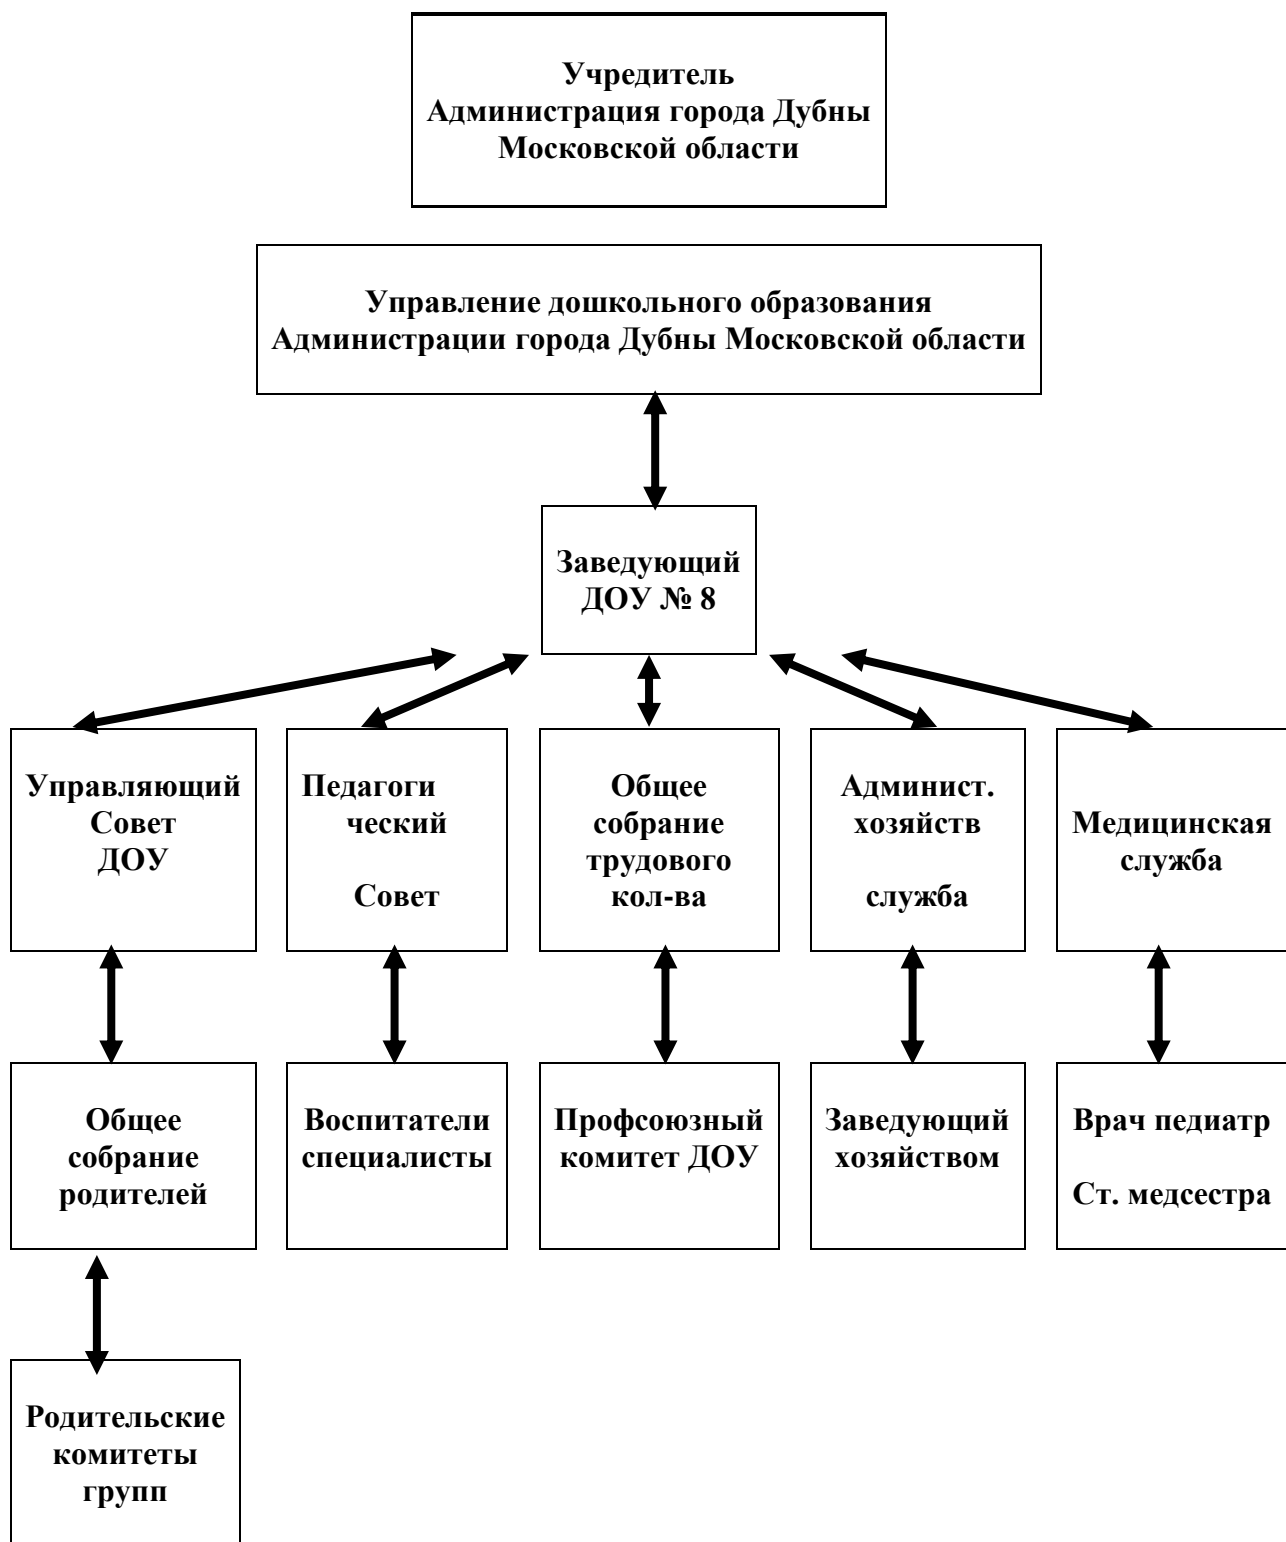 Учредитель
Администрация города Дубны
Московской области
Управление дошкольного образования
Администрации города Дубны Московской области
Заведующий
ДОУ № 8
Управляющий
Совет
ДОУ
Педагоги
ческий
Совет
Общее
собрание
трудового
кол-ва
Админист.
хозяйств
служба
Медицинская
служба
Общее
собрание
родителей
Воспитатели
специалисты
Профсоюзный
комитет ДОУ
Заведующий
хозяйством
Врач педиатр
Ст. медсестра
Родительские
комитеты
групп